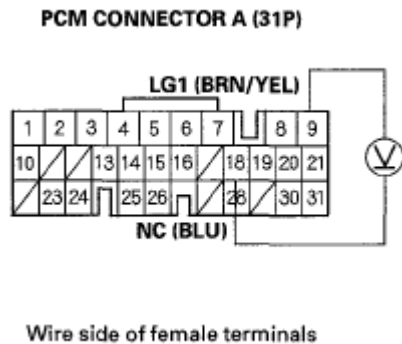 PCM CONNECTOR A (31P)
LG1 (BRN/YEL)
1 2 3 4 5 6 7 8 9
10 13 14 15 16 18 19 20 21
23 24 25 26 28 30 31
V
NC (BLU)
Wire side of female terminals